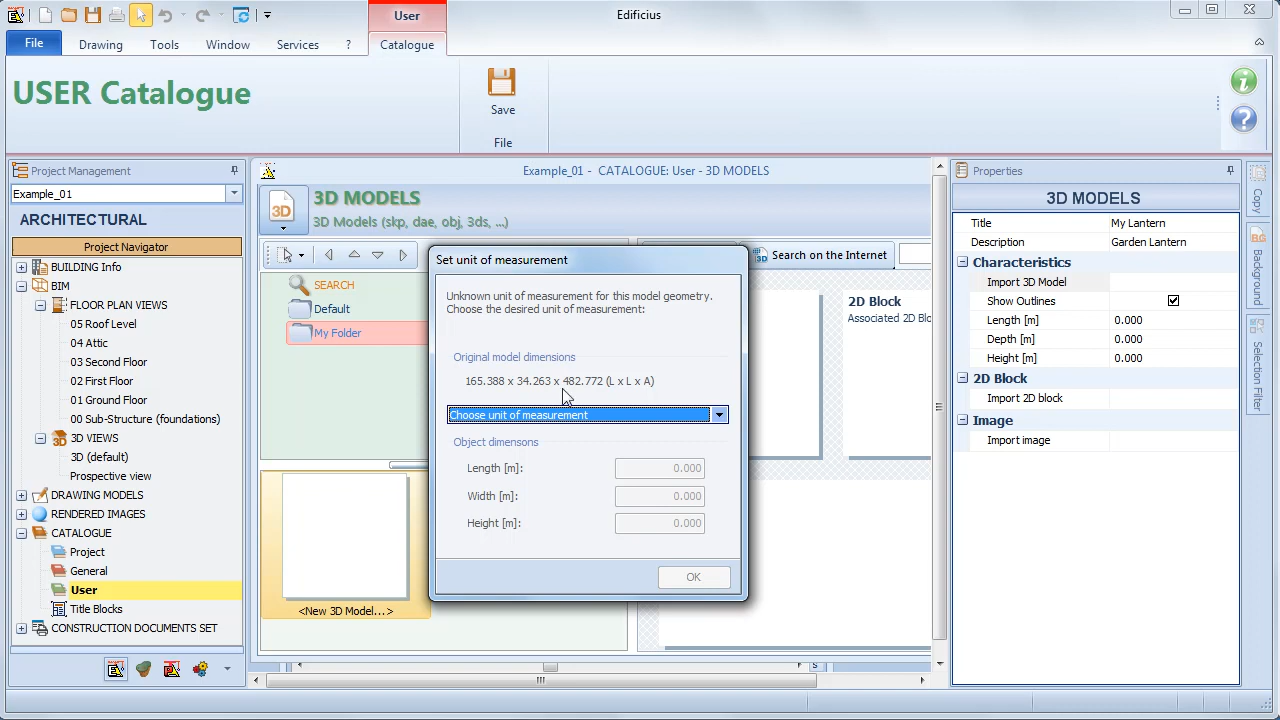 User
Edificius
File
Drawing
Tools
Window
Services
?
Catalogue
USER Catalogue
Save
File
Project Management
Example_01
ARCHITECTURAL
Project Navigator
BUILDING Info
BIM
FLOOR PLAN VIEWS
05 Roof Level
04 Attic
03 Second Floor
02 First Floor
01 Ground Floor
00 Sub-Structure (foundations)
3D VIEWS
3D (default)
Perspective view
DRAWING MODELS
RENDERED IMAGES
CATALOGUE
Project
General
User
Title Blocks
CONSTRUCTION DOCUMENTS SET
Example_01 - CATALOGUE: User - 3D MODELS
3D
3D MODELS
3D Models (skp, dae, obj, 3ds, ...)
Search on the Internet
SEARCH
Default
My Folder
<New 3D Model...>
2D Block
Associated 2D Blo
Set unit of measurement
Unknown unit of measurement for this model geometry.
Choose the desired unit of measurement:
Original model dimensions
165.388 x 34.263 x 482.772 (L x L x A)
Choose unit of measurement
Object dimensons
Length [m]: 0.000
Width [m]: 0.000
Height [m]: 0.000
OK
S
Properties
3D MODELS
Title My Lantern
Description Garden Lantern
Characteristics
Import 3D Model
Show Outlines
Length [m] 0.000
Depth [m] 0.000
Height [m] 0.000
2D Block
Import 2D block
Image
Import image
Copy
BG
Background
Selection Filter